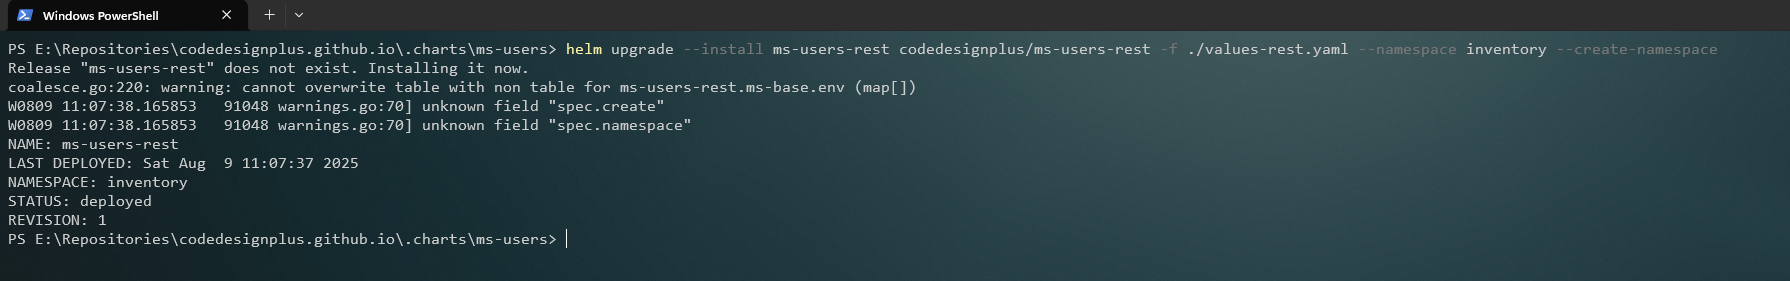 Windows PowerShell
PS E:\Repositories\codedesignplus.github.io\.charts\ms-users> helm upgrade --install ms-users-rest codedesignplus/ms-users-rest -f ./values-rest.yaml --namespace inventory --create-namespace
Release "ms-users-rest" does not exist. Installing it now.
coalesce.go:220: warning: cannot overwrite table with non table for ms-users-rest.ms-base.env (map[])
W0809 11:07:38.165853   91048 warnings.go:70] unknown field "spec.create"
W0809 11:07:38.165853   91048 warnings.go:70] unknown field "spec.namespace"
NAME: ms-users-rest
LAST DEPLOYED: Sat Aug  9 11:07:37 2025
NAMESPACE: inventory
STATUS: deployed
REVISION: 1
PS E:\Repositories\codedesignplus.github.io\.charts\ms-users>